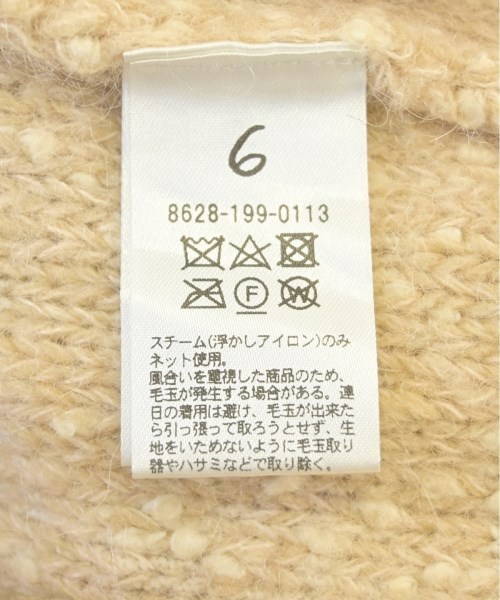 6
8628-199-0113
F W
スチーム(浮かしアイロン)のみ
ネット使用。
風合いを重視した商品のため、
毛玉が発生する場合がある。連
日の着用は避け、毛玉が出来た
ら引っ張って取ろうとせず、生
地をいためないように毛玉取り
器やハサミなどで取り除く。